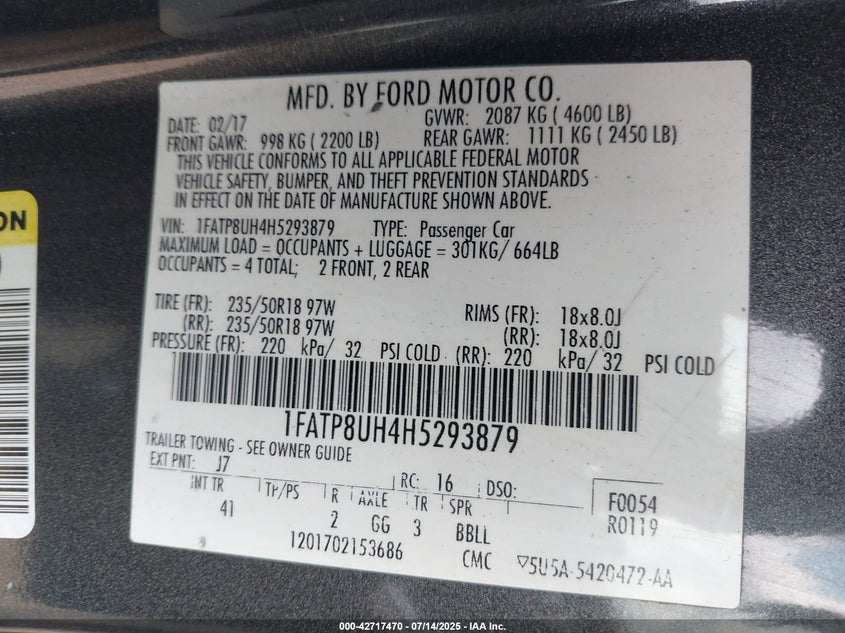 MFD. BY FORD MOTOR CO.
DATE: 02/17 GVWR: 2087 KG ( 4600 LB)
FRONT GAWR: 998 KG ( 2200 LB) REAR GAWR: 1111 KG ( 2450 LB)
THIS VEHICLE CONFORMS TO ALL APPLICABLE FEDERAL MOTOR
VEHICLE SAFETY, BUMPER, AND THEFT PREVENTION STANDARDS
IN EFFECT ON THE DATE OF MANUFACTURE SHOWN ABOVE.
VIN: 1FATP8UH4H5293879 TYPE: Passenger Car
MAXIMUM LOAD = OCCUPANTS + LUGGAGE = 301KG/ 664LB
OCCUPANTS = 4 TOTAL; 2 FRONT, 2 REAR
TIRE (FR): 235/50R18 97W RIMS (FR): 18x8.0J
(RR): 235/50R18 97W (RR): 18x8.0J
PRESSURE (FR): 220 kPa/ 32 PSI COLD (RR): 220 kPa/ 32 PSI COLD
1FATP8UH4H5293879
TRAILER TOWING - SEE OWNER GUIDE
EXT PNT: J7 RC: 16 DSO: F0054
INT TR TP/PS R AXLE TR SPR R0119
41 2 GG 3 BBLL
1201702153686 CMC 5U5A-5420472-AA
ON
000-42717470 - 07/14/2025 - IAA Inc.